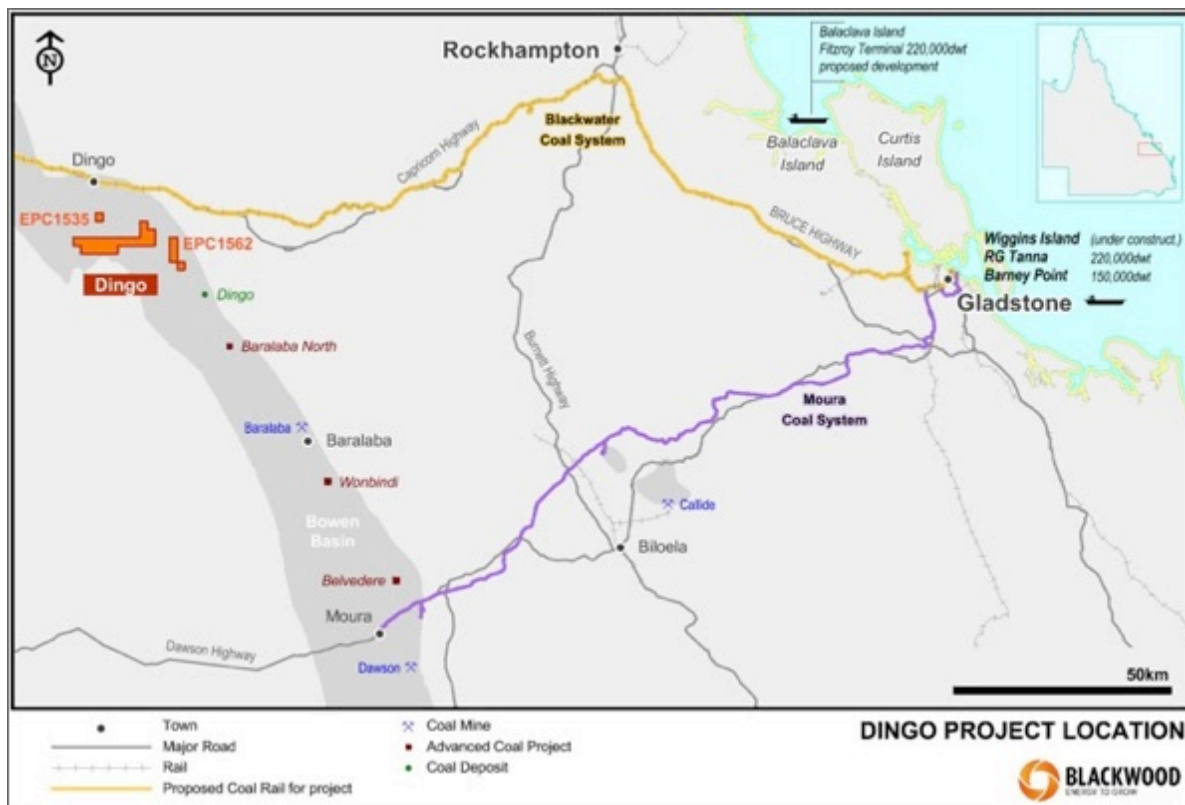 N
Rockhampton
Balaclava Island
Fitzroy Terminal 220,000dwt
proposed development
Blackwater
Coal System
Capricorn Highway
Balaclava
Island
Curtis
Island
Dingo
EPC1535
EPC1562
Dingo
Dingo
BRUCE HIGHWAY
Wiggins Island (under construct.)
RG Tanna 220,000dwt
Barney Point 150,000dwt
Gladstone
Baralaba North
Burnett Highway
Moura
Coal System
Baralaba
Baralaba
Wonbindi
Callide
Bowen
Basin
Biloela
Belvedere
Moura
Dawson Highway
Dawson
50km
Town
Major Road
Rail
Proposed Coal Rail for project
Coal Mine
Advanced Coal Project
Coal Deposit
DINGO PROJECT LOCATION
BLACKWOOD
ENERGY TO GROW